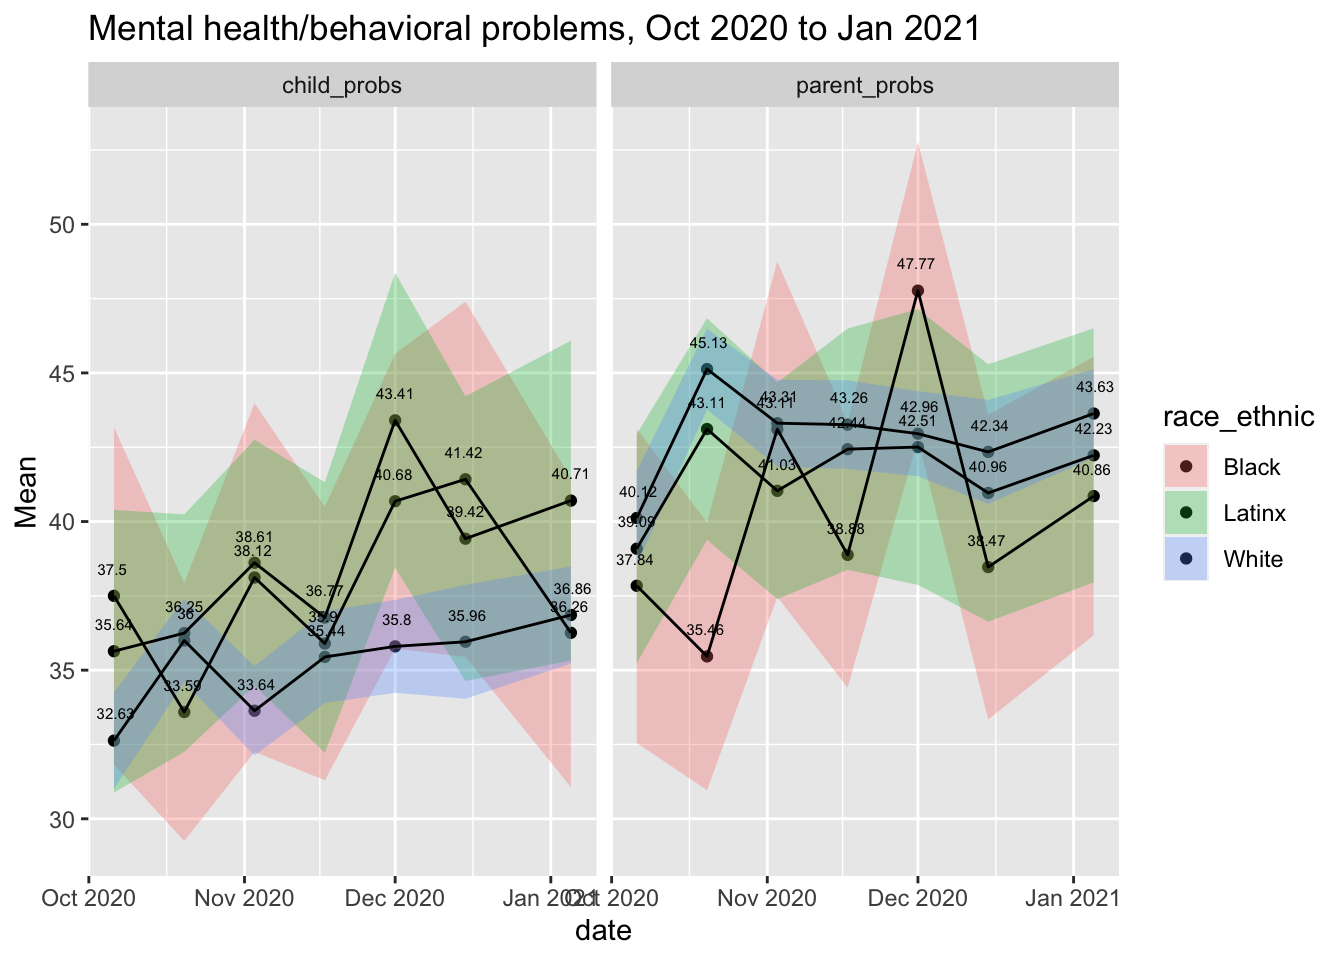 Mental health/behavioral problems, Oct 2020 to Jan 2021
child_probs
parent_probs
Mean
50
45
40
35
30
37.5
35.64
32.63
36.25
36
33.59
38.61
38.12
33.64
36.77
35.9
35.44
43.41
40.68
35.8
41.42
39.42
35.96
40.71
36.86
36.26
40.12
39.09
37.84
45.13
43.11
35.46
43.31
43.11
41.03
43.26
42.44
38.88
47.77
42.96
42.51
42.34
40.96
38.47
43.63
42.23
40.86
Oct 2020
Nov 2020
Dec 2020
Jan 2021
Oct 2020
Nov 2020
Dec 2020
Jan 2021
date
race_ethnic
Black
Latinx
White